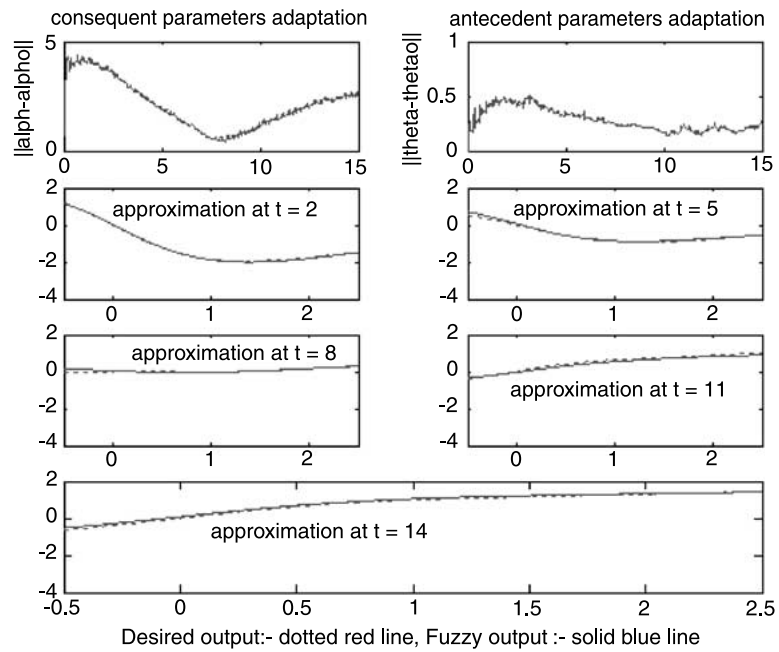 consequent parameters adaptation
antecedent parameters adaptation
||alph-alpho||
5
0
0 5 10 15
||theta-thetao||
1
0.5
0
0 5 10 15
2
0
-2
-4
approximation at t = 2
0 1 2
2
0
-2
-4
approximation at t = 5
0 1 2
2
0
-2
-4
approximation at t = 8
0 1 2
2
0
-2
-4
approximation at t = 11
0 1 2
2
0
-2
-4
approximation at t = 14
-0.5 0 0.5 1 1.5 2 2.5
Desired output:- dotted red line, Fuzzy output :- solid blue line